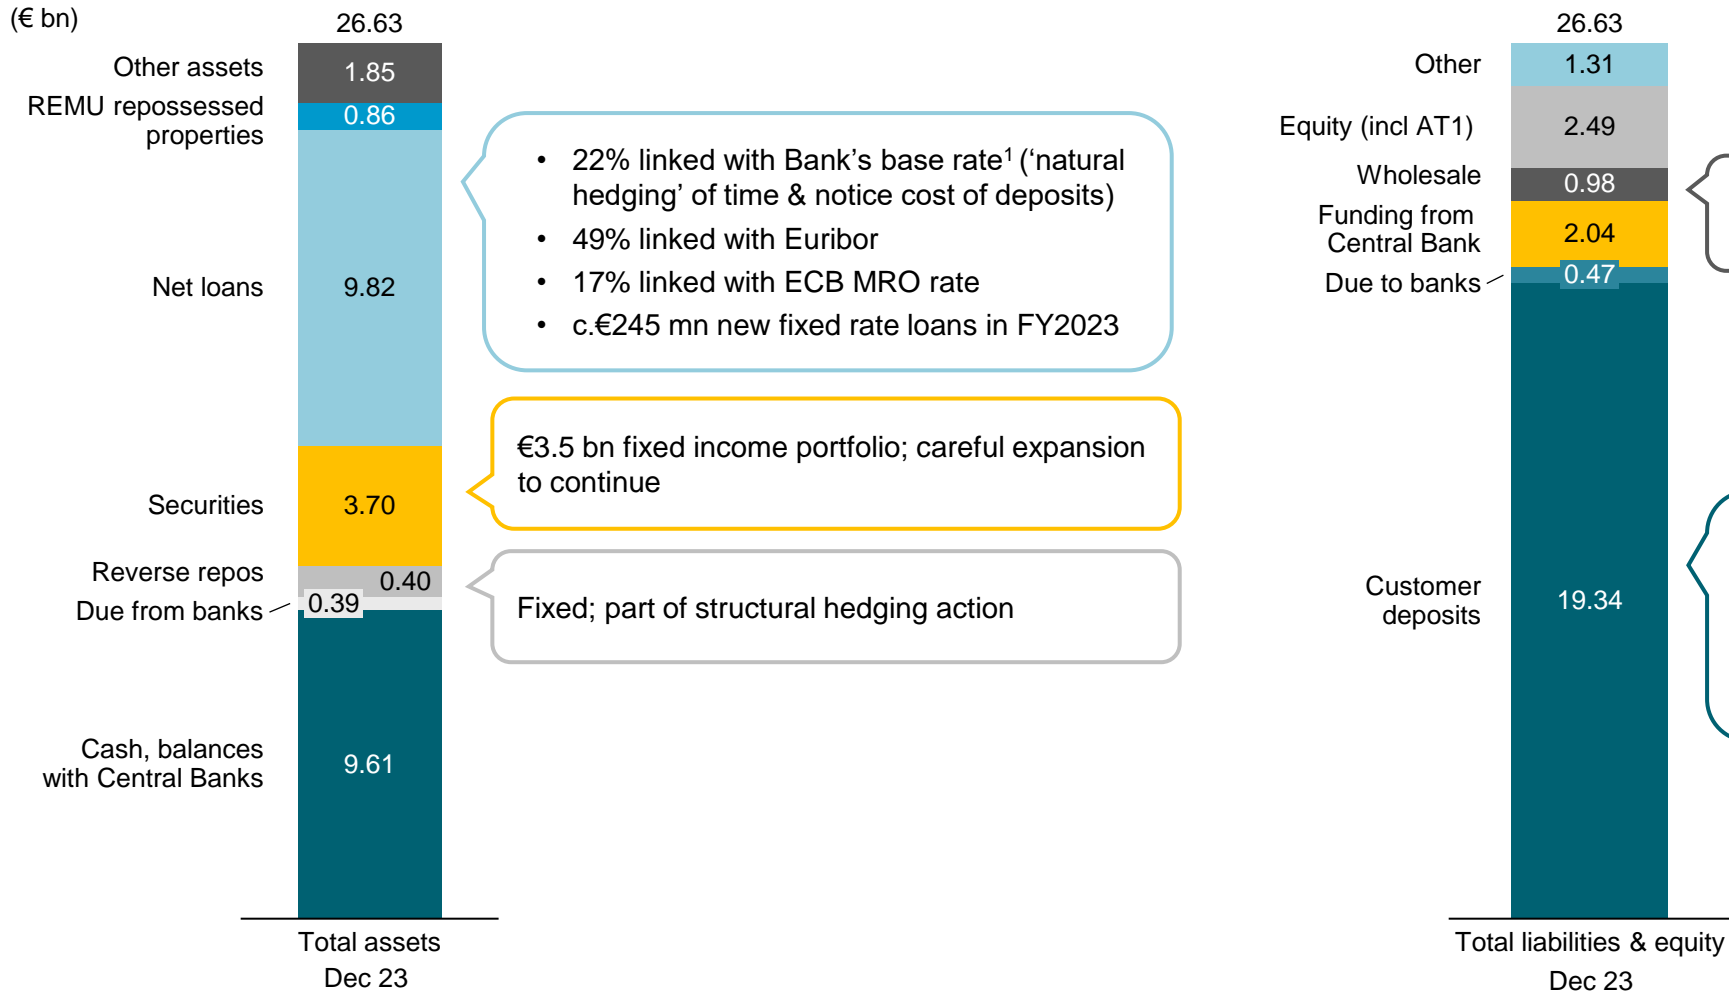 (€ bn)
26.63
Other assets
1.85
REMU repossessed
properties
0.86
Net loans
9.82
Securities
3.70
Reverse repos
0.40
Due from banks
0.39
Cash, balances
with Central Banks
9.61
Total assets
Dec 23
• 22% linked with Bank's base rate¹ ('natural
hedging' of time & notice cost of deposits)
• 49% linked with Euribor
• 17% linked with ECB MRO rate
• c.€245 mn new fixed rate loans in FY2023
€3.5 bn fixed income portfolio; careful expansion
to continue
Fixed; part of structural hedging action
26.63
Other
1.31
Equity (incl AT1)
2.49
Wholesale
0.98
Funding from
Central Bank
2.04
Due to banks
0.47
Customer
deposits
19.34
Total liabilities & equity
Dec 23